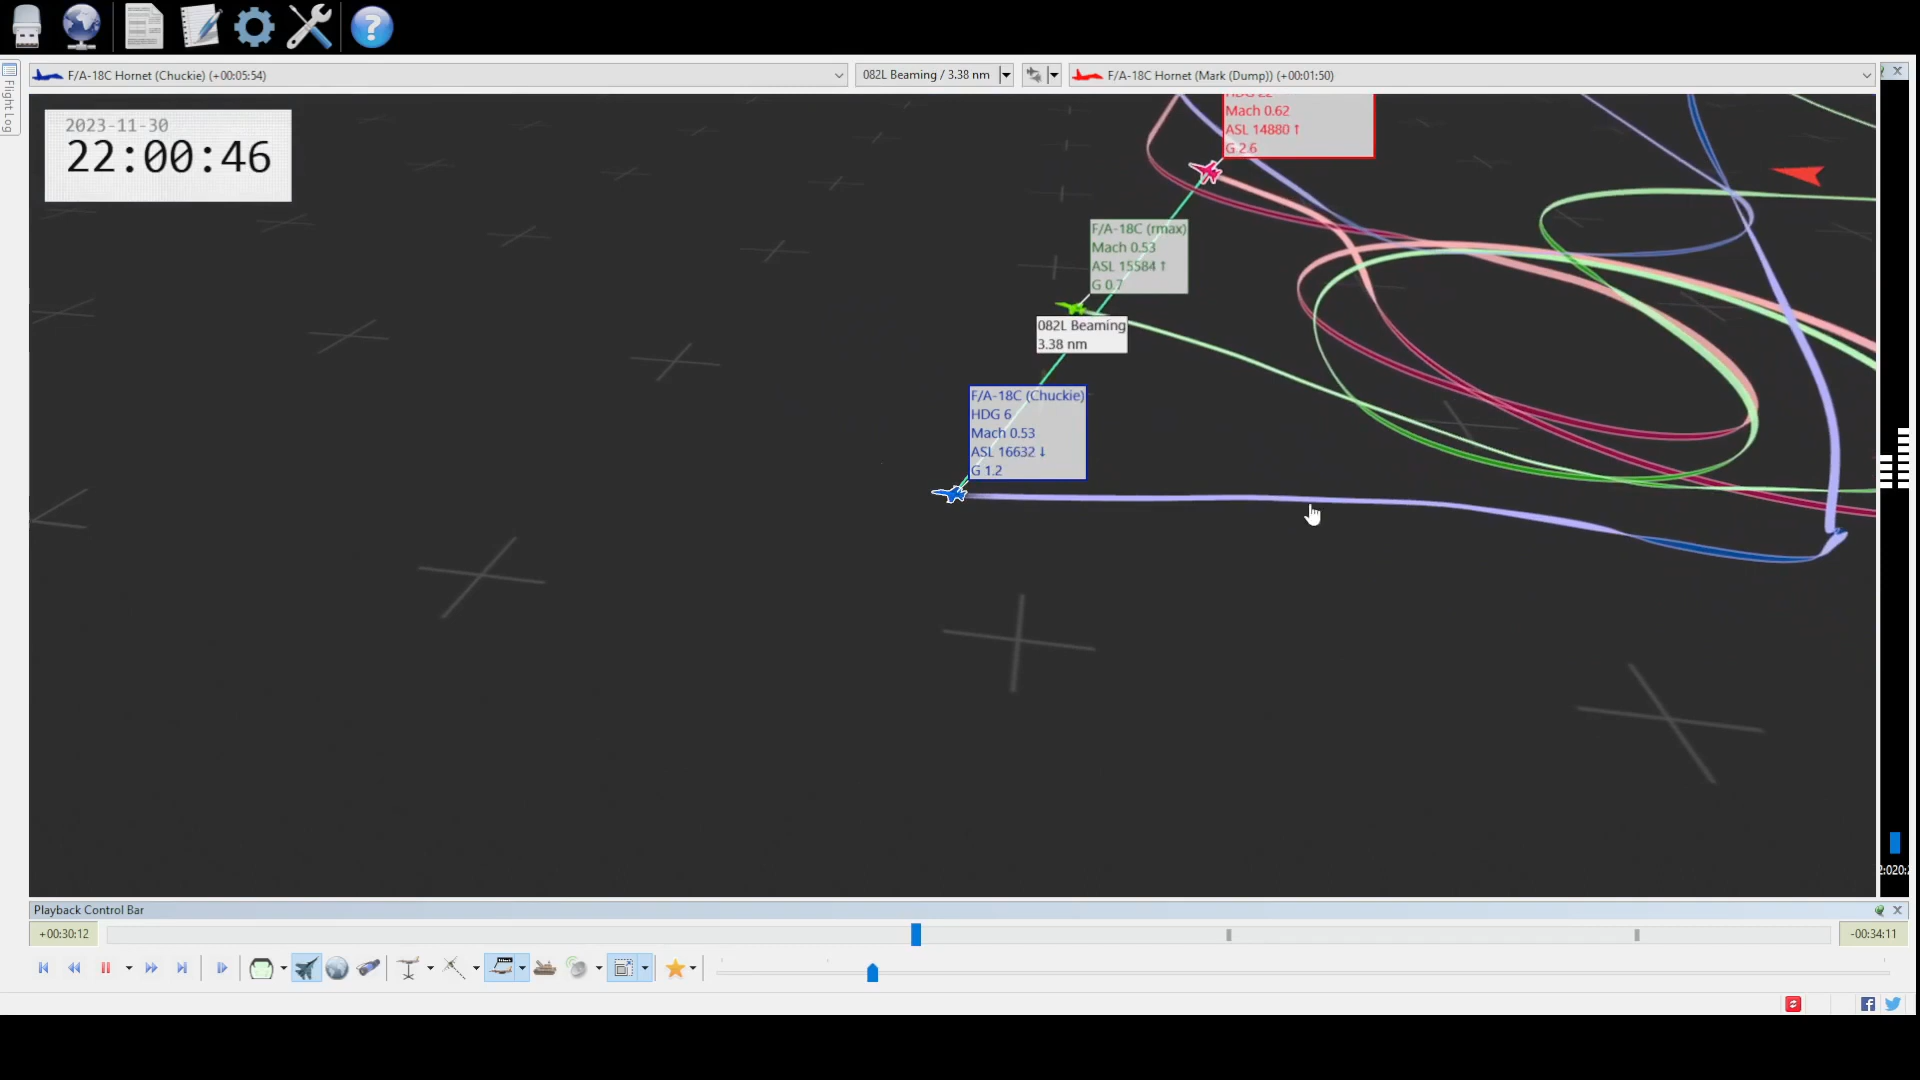 F/A-18C Hornet (Chuckie) (+00:05:54)
082L Beaming / 3.38 nm
F/A-18C Hornet (Mark (Dump)) (+00:01:50)
Flight Log
2023-11-30
22:00:46
HDG 22
Mach 0.62
ASL 14880 ↑
G 2.6
F/A-18C (rmax)
Mach 0.53
ASL 15584 ↑
G 0.7
082L Beaming
3.38 nm
F/A-18C (Chuckie)
HDG 6
Mach 0.53
ASL 16632 ↓
G 1.2
Playback Control Bar
+00:30:12
-00:34:11